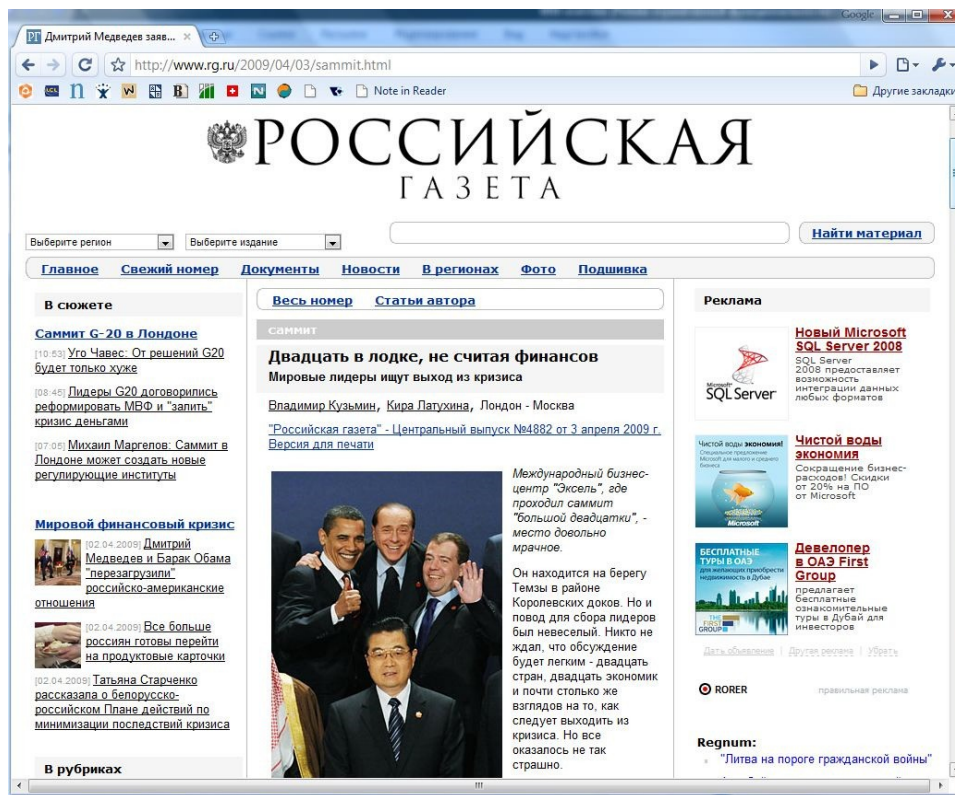 Google
Дмитрий Медведев заяв...
http://www.rg.ru/2009/04/03/sammit.html
Note in Reader
Другие закладки
РОССИЙСКАЯ
ГАЗЕТА
Выберите регион
Выберите издание
Найти материал
Главное Свежий номер Документы Новости В регионах Фото Подшивка
В сюжете
Саммит G-20 в Лондоне
[10:53] Уго Чавес: От решений G20
будет только хуже
[08:45] Лидеры G20 договорились
реформировать МВФ и "залить"
кризис деньгами
[07:05] Михаил Маргелов: Саммит в
Лондоне может создать новые
регулирующие институты
Мировой финансовый кризис
[02.04.2009] Дмитрий
Медведев и Барак Обама
"перезагрузили"
российско-американские
отношения
[02.04.2009] Все больше
россиян готовы перейти
на продуктовые карточки
[02.04.2009] Татьяна Старченко
рассказала о белорусско-
российском Плане действий по
минимизации последствий кризиса
В рубриках
Весь номер Статьи автора
саммит
Двадцать в лодке, не считая финансов
Мировые лидеры ищут выход из кризиса
Владимир Кузьмин, Кира Латухина, Лондон - Москва
"Российская газета" - Центральный выпуск №4882 от 3 апреля 2009 г.
Версия для печати
Международный бизнес-
центр "Эксель", где
проходил саммит
"большой двадцатки", -
место довольно
мрачное.
Он находится на берегу
Темзы в районе
Королевских доков. Но и
повод для сбора лидеров
был невеселый. Никто не
ждал, что обсуждение
будет легким - двадцать
стран, двадцать экономик
и почти столько же
взглядов на то, как
следует выходить из
кризиса. Но все
оказалось не так
страшно.
Реклама
Microsoft
SQL Server
Новый Microsoft
SQL Server 2008
SQL Server
2008 предоставляет
возможность
интеграции данных
любых форматов
Чистой воды экономия!
Microsoft
Чистой воды
экономия
Сокращение бизнес-
расходов! Скидки
от 20% на ПО
от Microsoft
БЕСПЛАТНЫЕ
ТУРЫ В ОАЭ
для желающих приобрести
недвижимость в Дубае
THE
FIRST
GROUP
Девелопер
в ОАЭ First
Group
предлагает
бесплатные
ознакомительные
туры в Дубай для
инвесторов
Дать объявление | Другая реклама | Убрать
RORER
правильная реклама
Regnum:
"Литва на пороге гражданской войны"